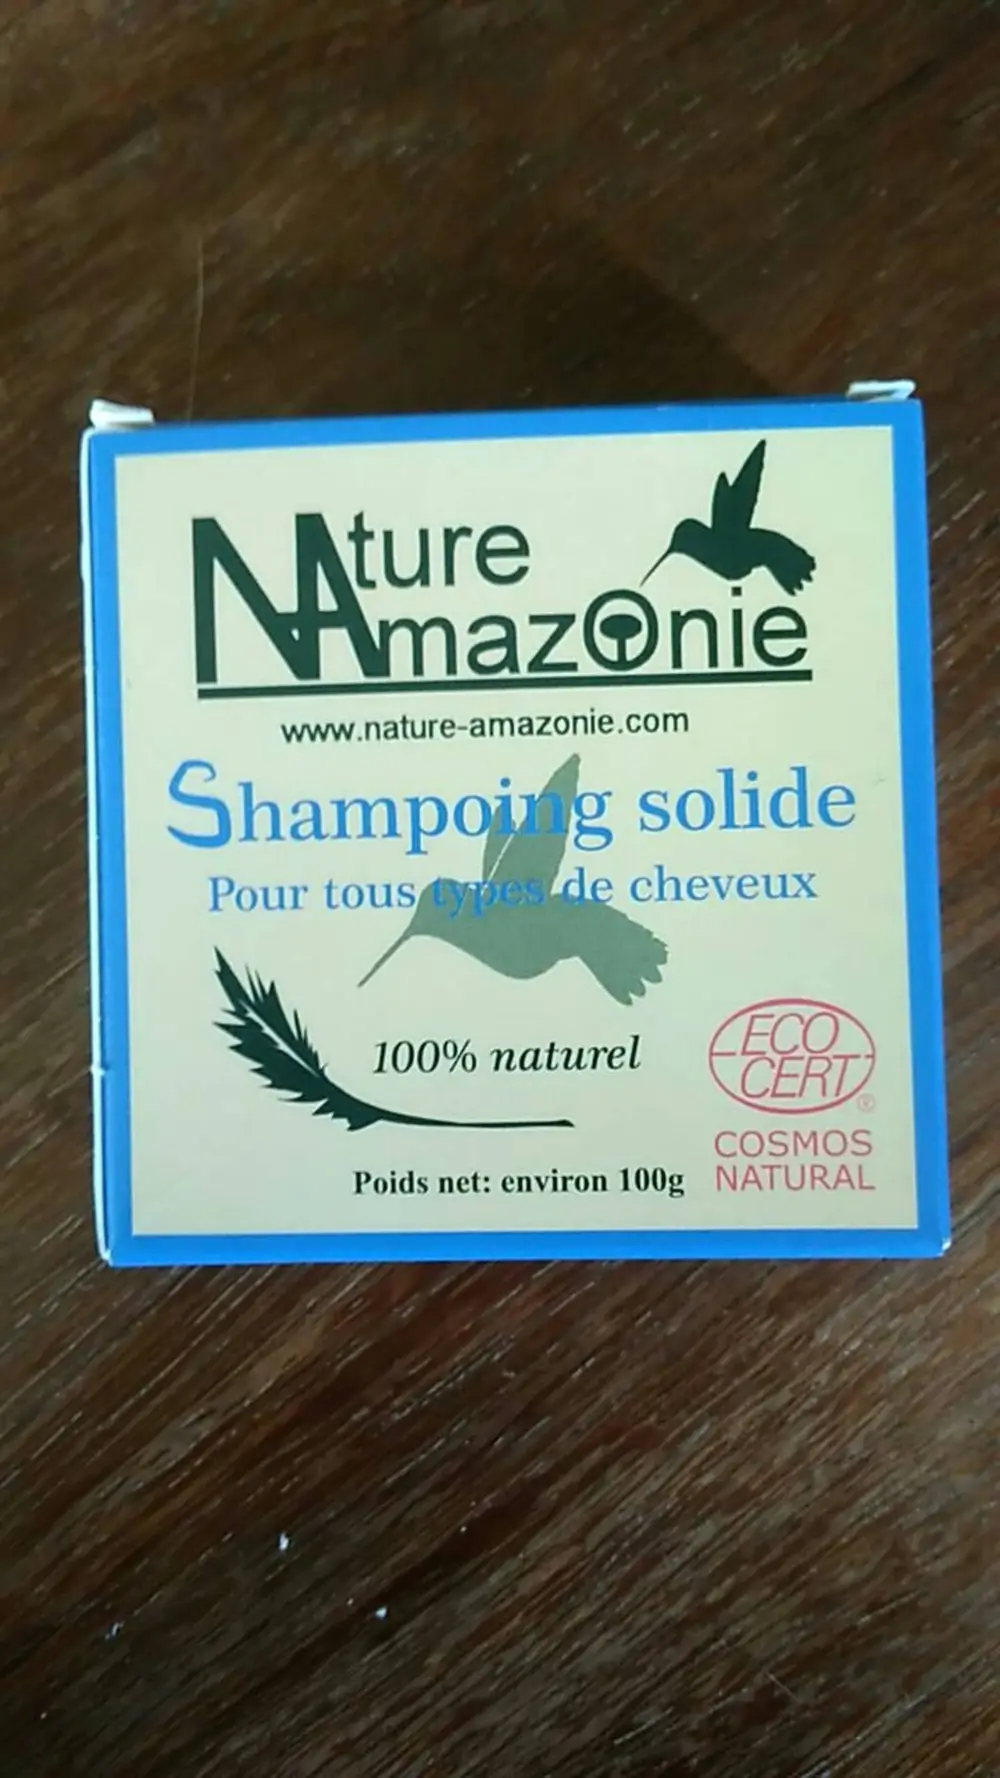 NAture
Amazonie
www.nature-amazonie.com
Shampoing solide
Pour tous types de cheveux
100% naturel
ECO
CERT
®
COSMOS
NATURAL
Poids net: environ 100g